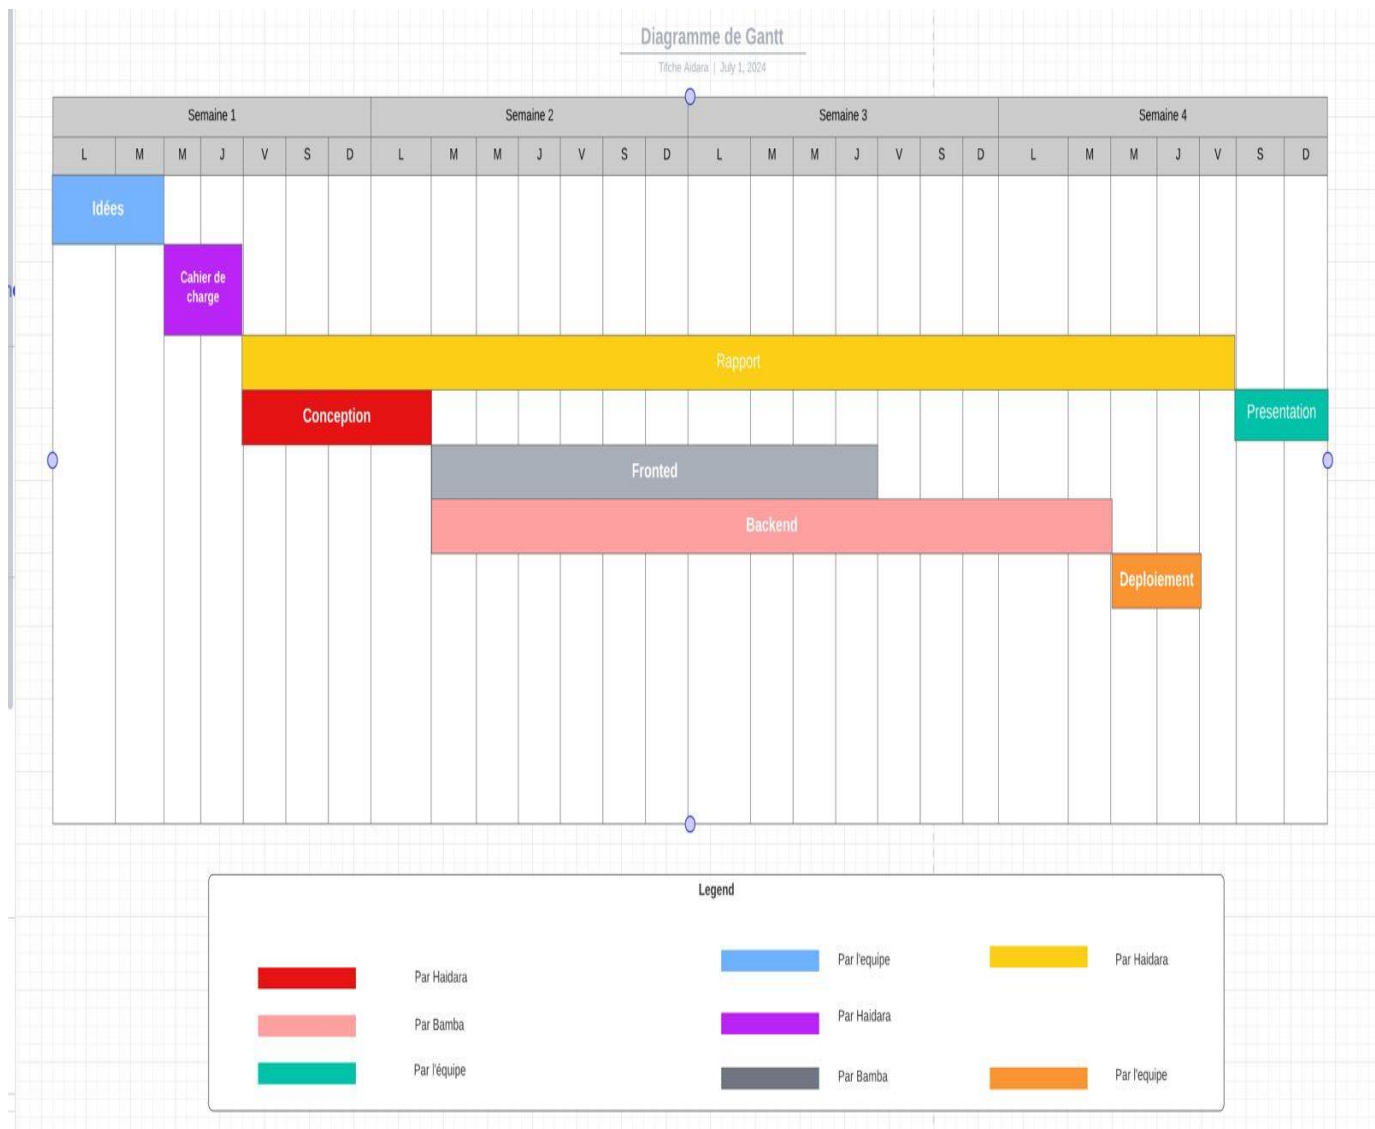 Diagramme de Gantt
Tifche Aidara | July 1, 2024
Semaine 1 Semaine 2 Semaine 3 Semaine 4
L M M J V S D L M M J V S D L M M J V S D L M M J V S D
Idées
Cahier de
charge
Rapport
Conception
Presentation
Fronted
Backend
Deploiement
Legend
Par Haidara
Par Bamba
Par l'équipe
Par l'equipe
Par Haidara
Par Bamba
Par Haidara
Par l'equipe